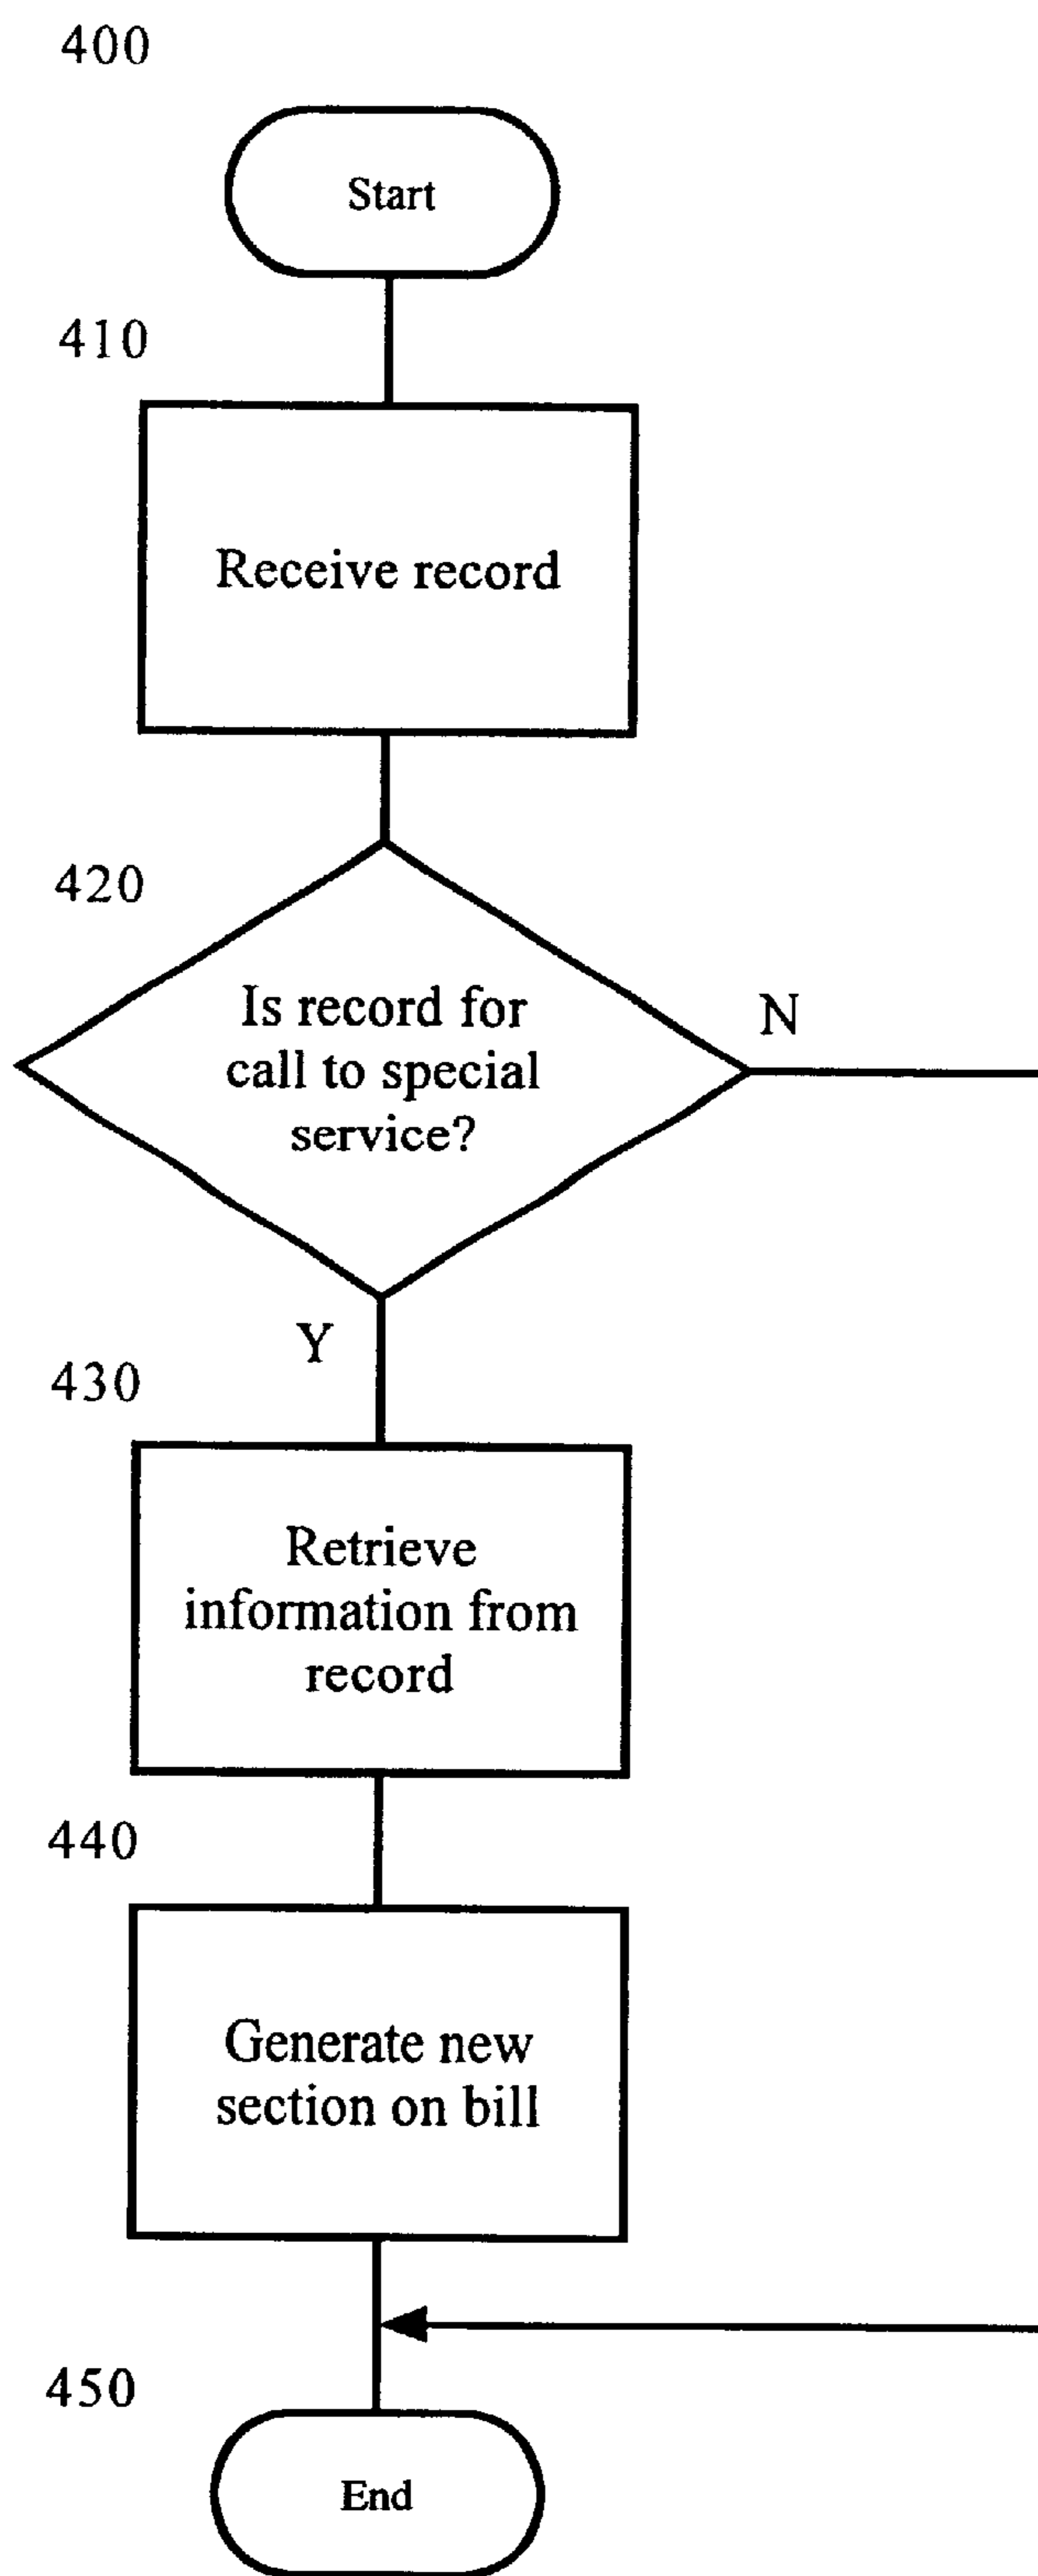 400
Start
410
Receive record
420
Is record for
call to special
service?
N
Y
430
Retrieve
information from
record
440
Generate new
section on bill
450
End